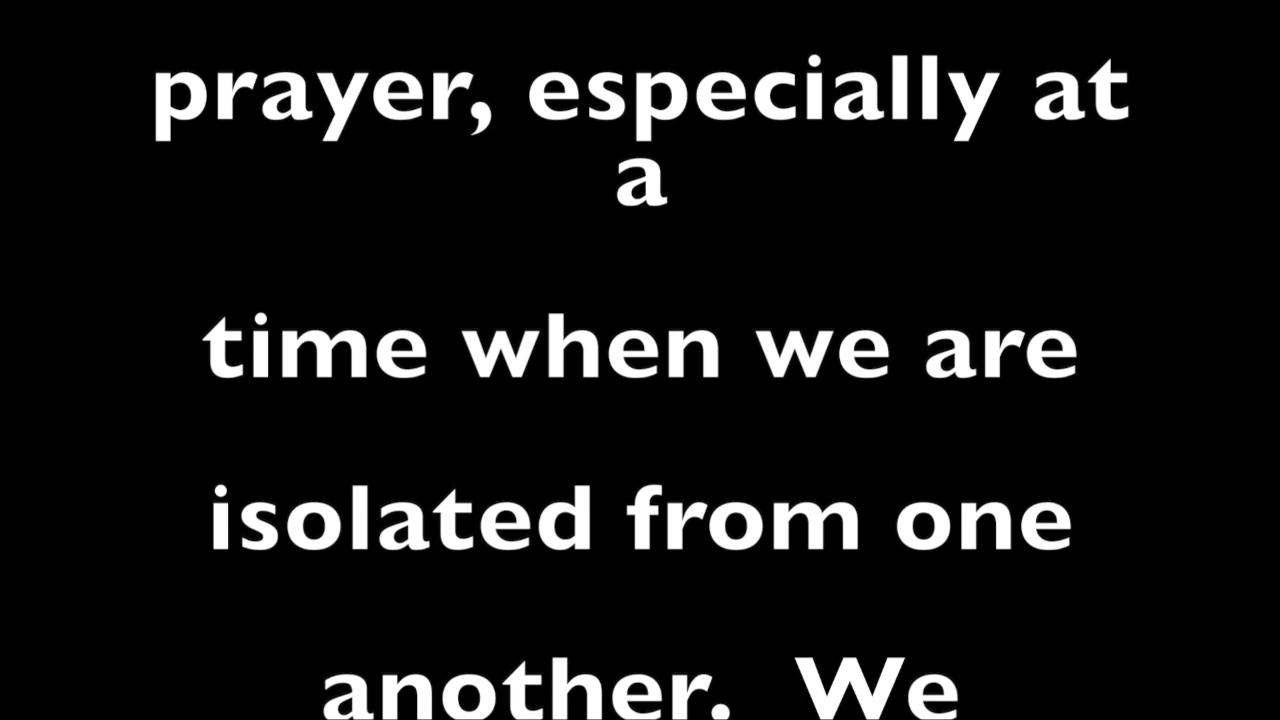 prayer, especially at
a
time when we are
isolated from one
another.  We